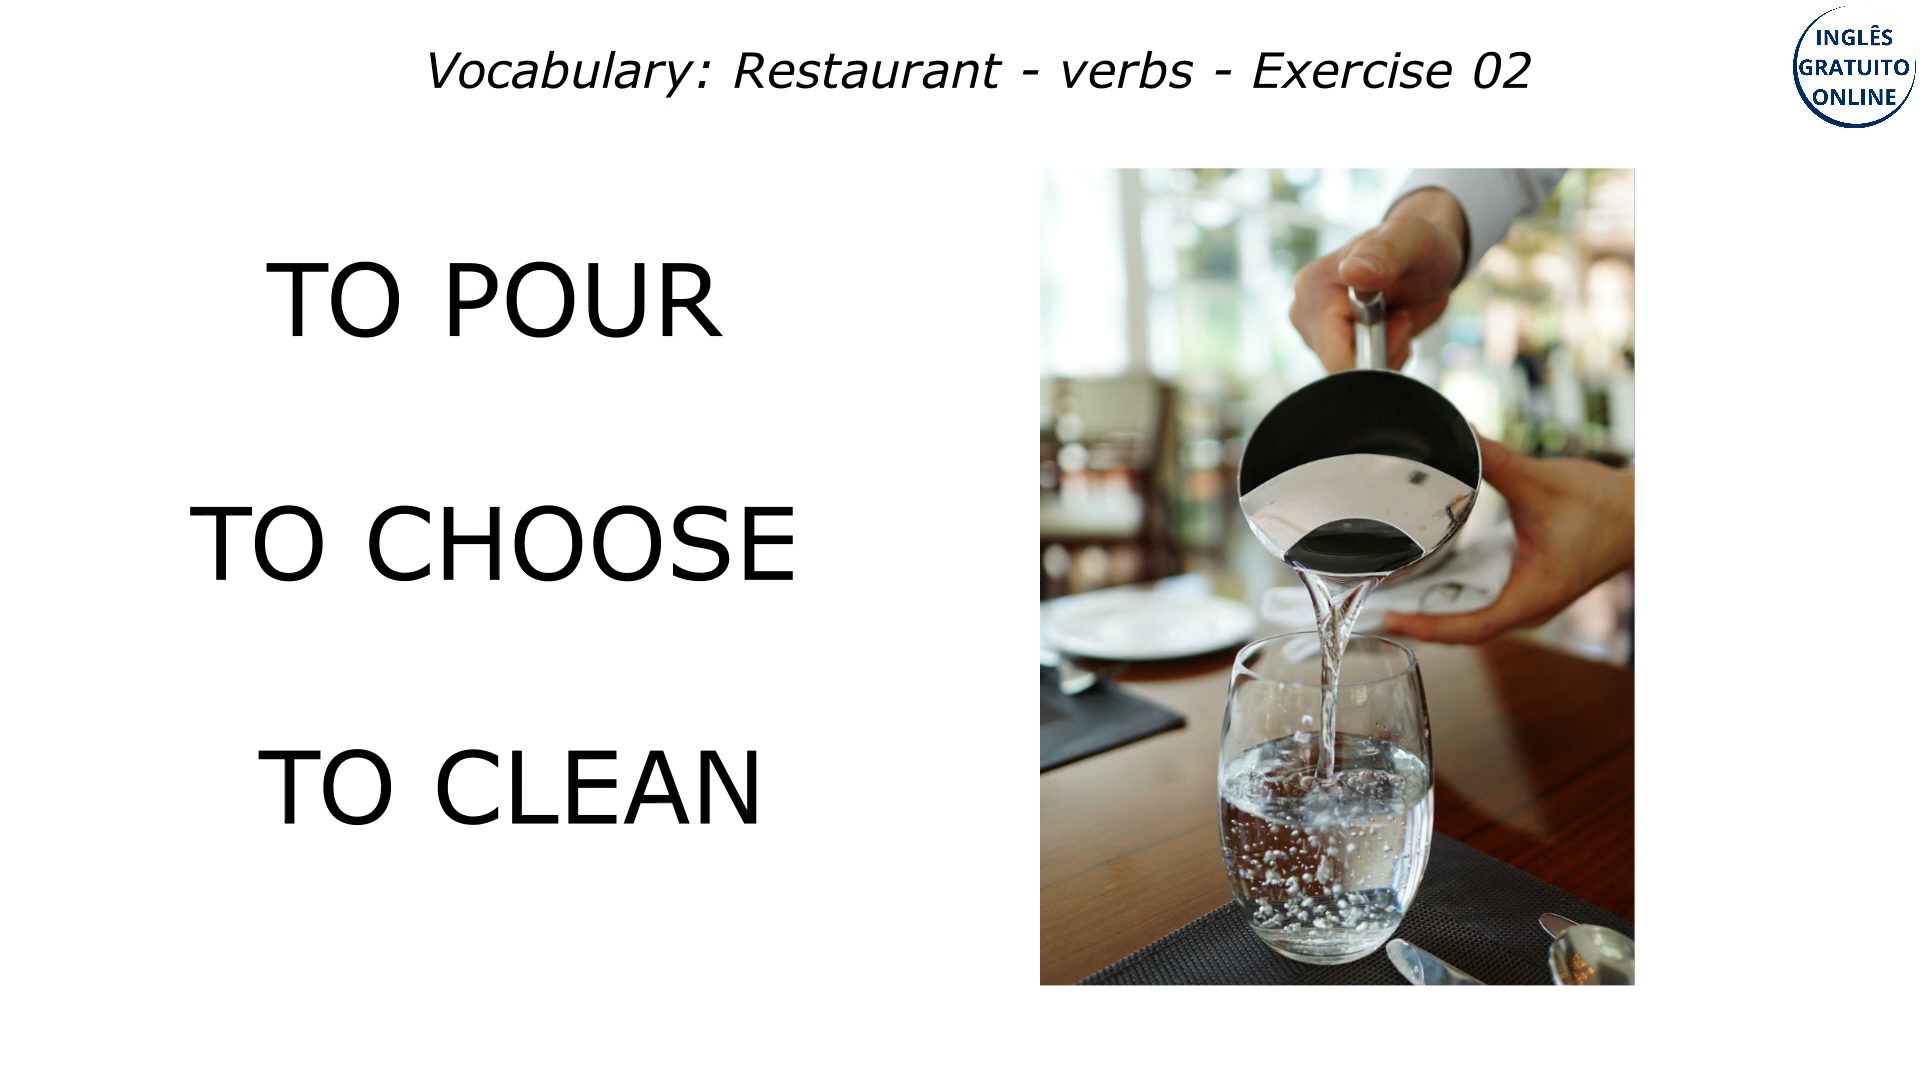 Vocabulary: Restaurant - verbs - Exercise 02
INGLÊS
GRATUITO
ONLINE
TO POUR
TO CHOOSE
TO CLEAN